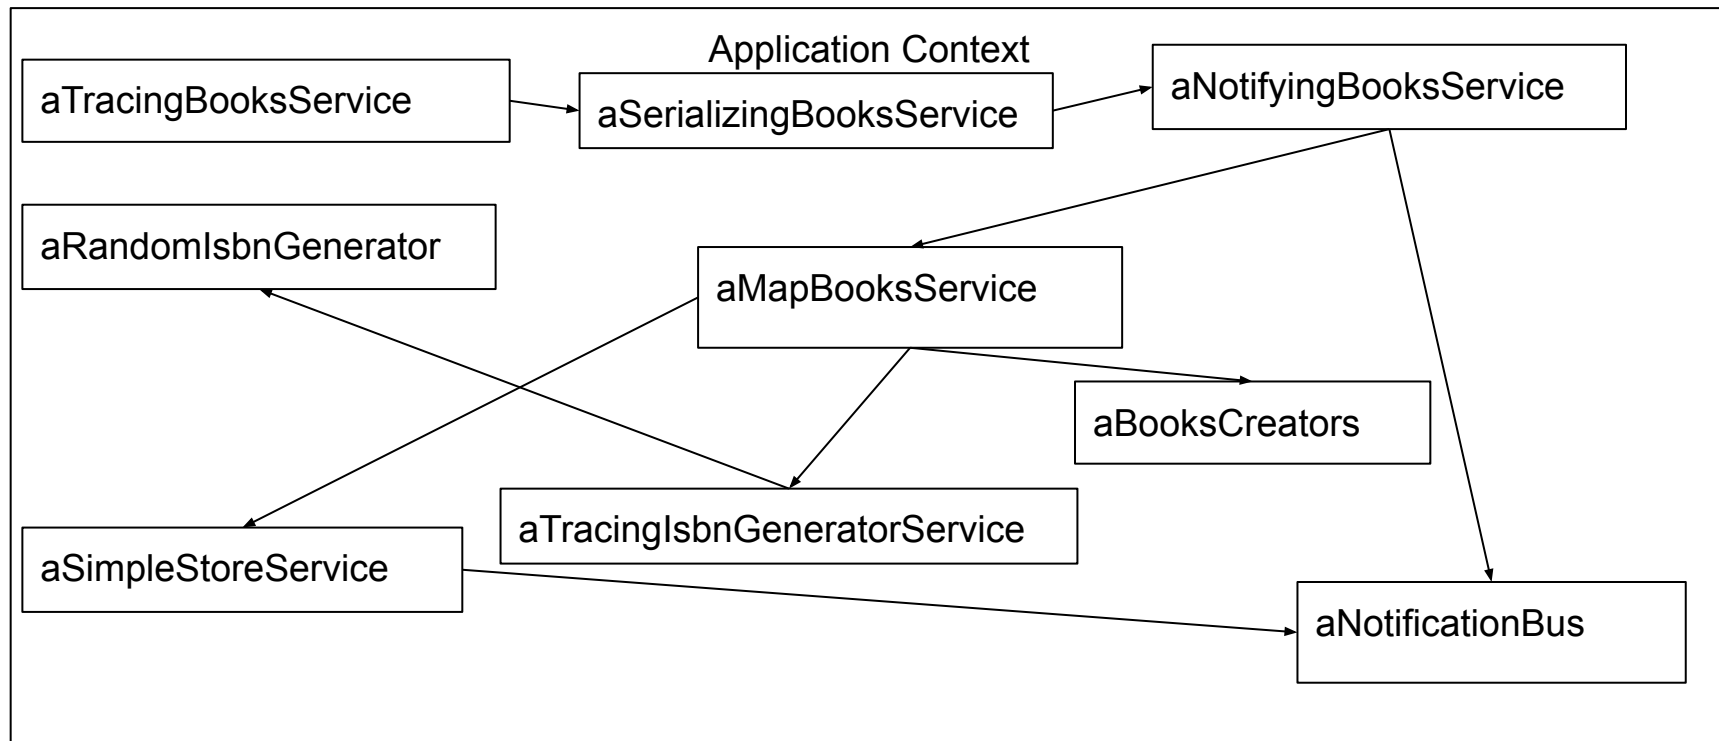 Application Context
aTracingBooksService
aSerializingBooksService
aNotifyingBooksService
aRandomIsbnGenerator
aMapBooksService
aBooksCreators
aTracingIsbnGeneratorService
aSimpleStoreService
aNotificationBus